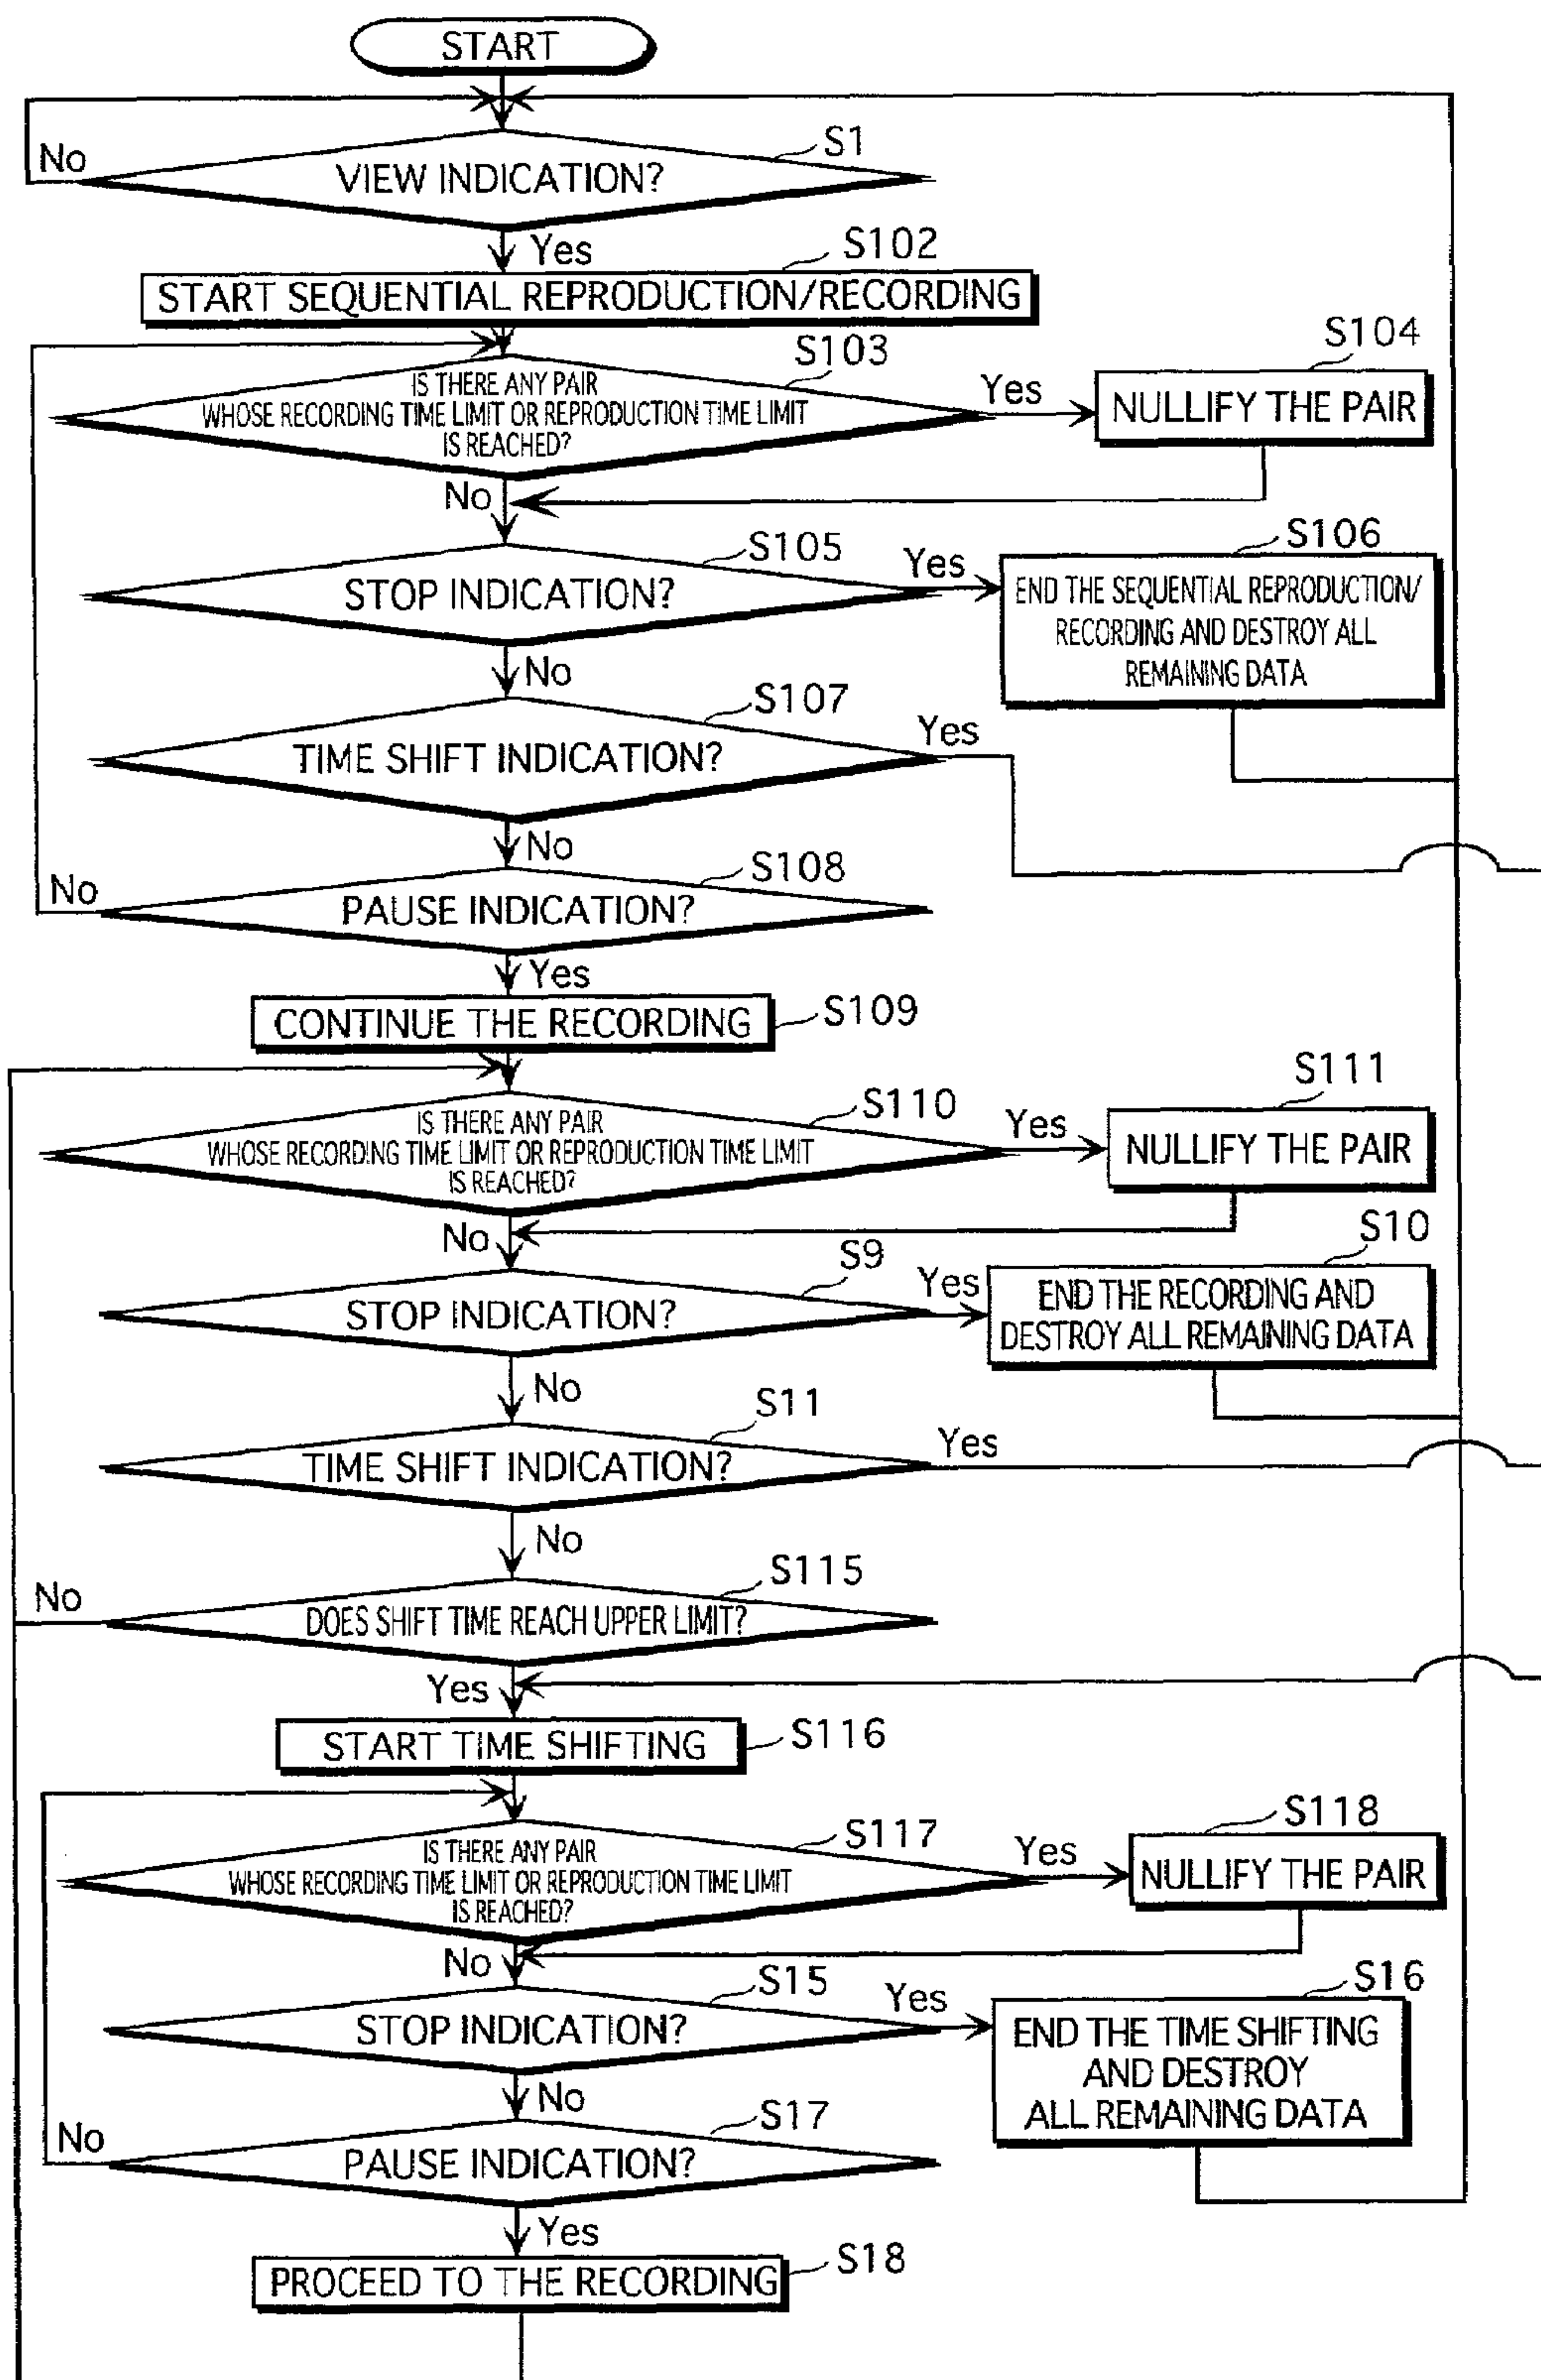 START
S1
No
VIEW INDICATION?
Yes
S102
START SEQUENTIAL REPRODUCTION/RECORDING
S103
S104
IS THERE ANY PAIR
WHOSE RECORDING TIME LIMIT OR REPRODUCTION TIME LIMIT
IS REACHED?
Yes
NULLIFY THE PAIR
No
S105
S106
STOP INDICATION?
Yes
END THE SEQUENTIAL REPRODUCTION/
RECORDING AND DESTROY ALL
REMAINING DATA
No
S107
TIME SHIFT INDICATION?
Yes
No
S108
No
PAUSE INDICATION?
Yes
CONTINUE THE RECORDING
S109
S110
S111
IS THERE ANY PAIR
WHOSE RECORDING TIME LIMIT OR REPRODUCTION TIME LIMIT
IS REACHED?
Yes
NULLIFY THE PAIR
No
S9
S10
STOP INDICATION?
Yes
END THE RECORDING AND
DESTROY ALL REMAINING DATA
No
S11
TIME SHIFT INDICATION?
Yes
No
S115
No
DOES SHIFT TIME REACH UPPER LIMIT?
Yes
START TIME SHIFTING
S116
S117
S118
IS THERE ANY PAIR
WHOSE RECORDING TIME LIMIT OR REPRODUCTION TIME LIMIT
IS REACHED?
Yes
NULLIFY THE PAIR
No
S15
S16
STOP INDICATION?
Yes
END THE TIME SHIFTING
AND DESTROY
ALL REMAINING DATA
No
S17
No
PAUSE INDICATION?
Yes
S18
PROCEED TO THE RECORDING